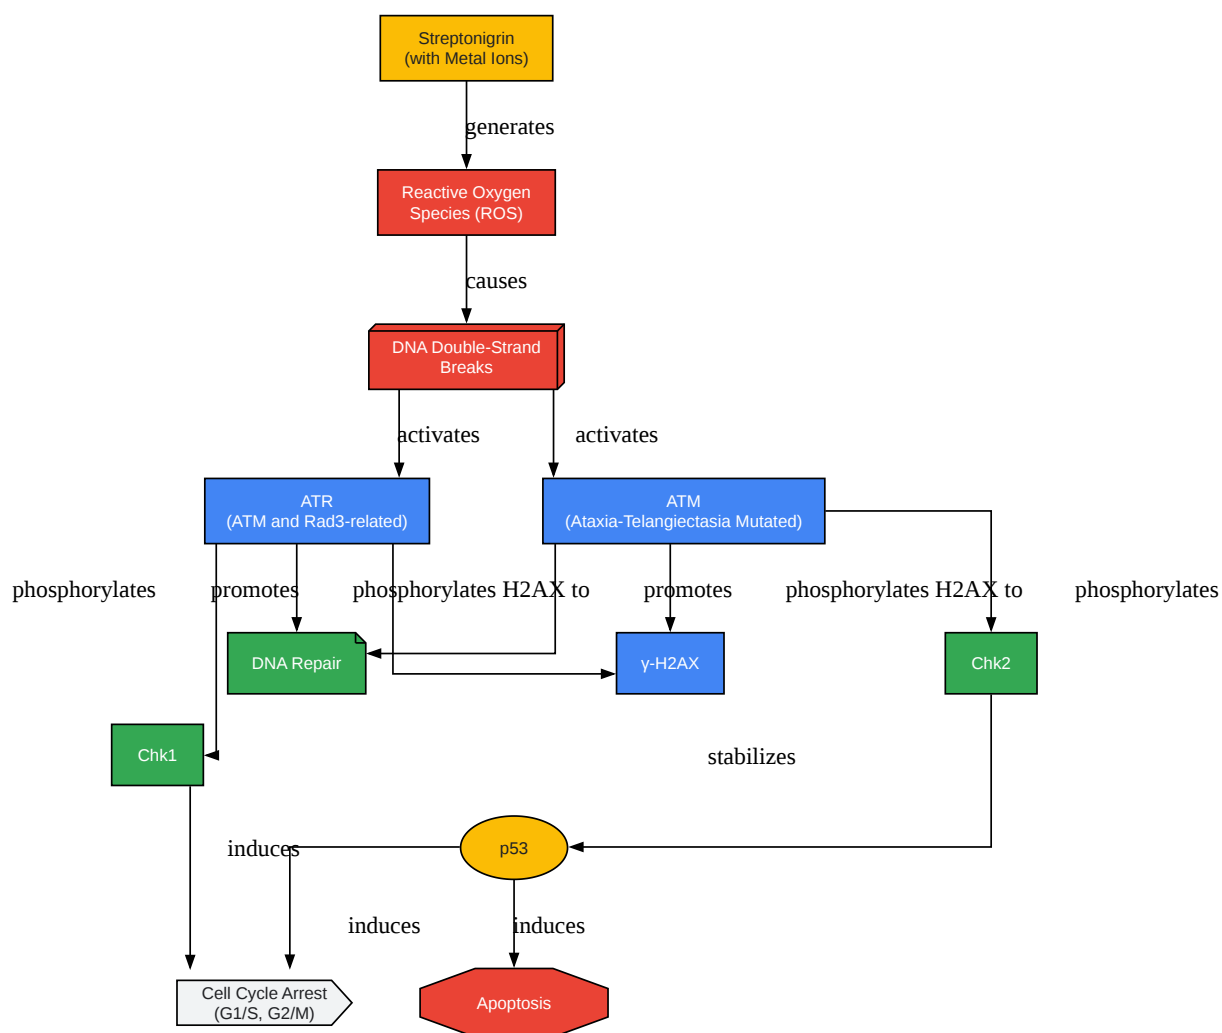 Streptonigrin
(with Metal Ions)
generates
Reactive Oxygen
Species (ROS)
causes
DNA Double-Strand
Breaks
activates
activates
ATR
(ATM and Rad3-related)
ATM
(Ataxia-Telangiectasia Mutated)
phosphorylates
promotes
phosphorylates H2AX to
promotes
phosphorylates H2AX to
phosphorylates
DNA Repair
γ-H2AX
Chk2
Chk1
stabilizes
induces
p53
induces
induces
Cell Cycle Arrest
(G1/S, G2/M)
Apoptosis